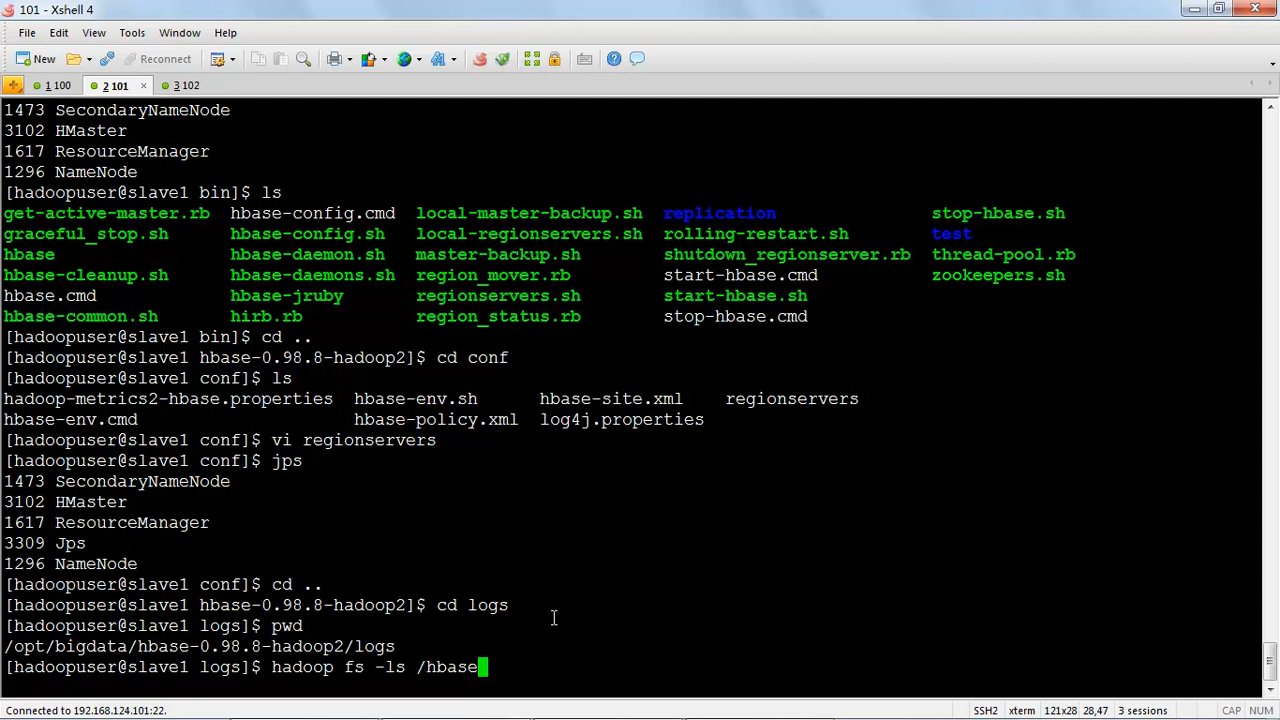 101 - Xshell 4
File Edit View Tools Window Help
New Reconnect
1 100 2 101 3 102
1473 SecondaryNameNode
3102 HMaster
1617 ResourceManager
1296 NameNode
[hadoopuser@slave1 bin]$ ls
get-active-master.rb hbase-config.cmd local-master-backup.sh replication stop-hbase.sh
graceful_stop.sh hbase-config.sh local-regionservers.sh rolling-restart.sh test
hbase hbase-daemon.sh master-backup.sh shutdown_regionserver.rb thread-pool.rb
hbase-cleanup.sh hbase-daemons.sh region_mover.rb start-hbase.cmd zookeepers.sh
hbase.cmd hbase-jruby regionservers.sh start-hbase.sh
hbase-common.sh hirb.rb region_status.rb stop-hbase.cmd
[hadoopuser@slave1 bin]$ cd ..
[hadoopuser@slave1 hbase-0.98.8-hadoop2]$ cd conf
[hadoopuser@slave1 conf]$ ls
hadoop-metrics2-hbase.properties hbase-env.sh hbase-site.xml regionservers
hbase-env.cmd hbase-policy.xml log4j.properties
[hadoopuser@slave1 conf]$ vi regionservers
[hadoopuser@slave1 conf]$ jps
1473 SecondaryNameNode
3102 HMaster
1617 ResourceManager
3309 Jps
1296 NameNode
[hadoopuser@slave1 conf]$ cd ..
[hadoopuser@slave1 hbase-0.98.8-hadoop2]$ cd logs
[hadoopuser@slave1 logs]$ pwd
/opt/bigdata/hbase-0.98.8-hadoop2/logs
[hadoopuser@slave1 logs]$ hadoop fs -ls /hbase
Connected to 192.168.124.101:22. SSH2 xterm 121x28 28,47 3 sessions CAP NUM